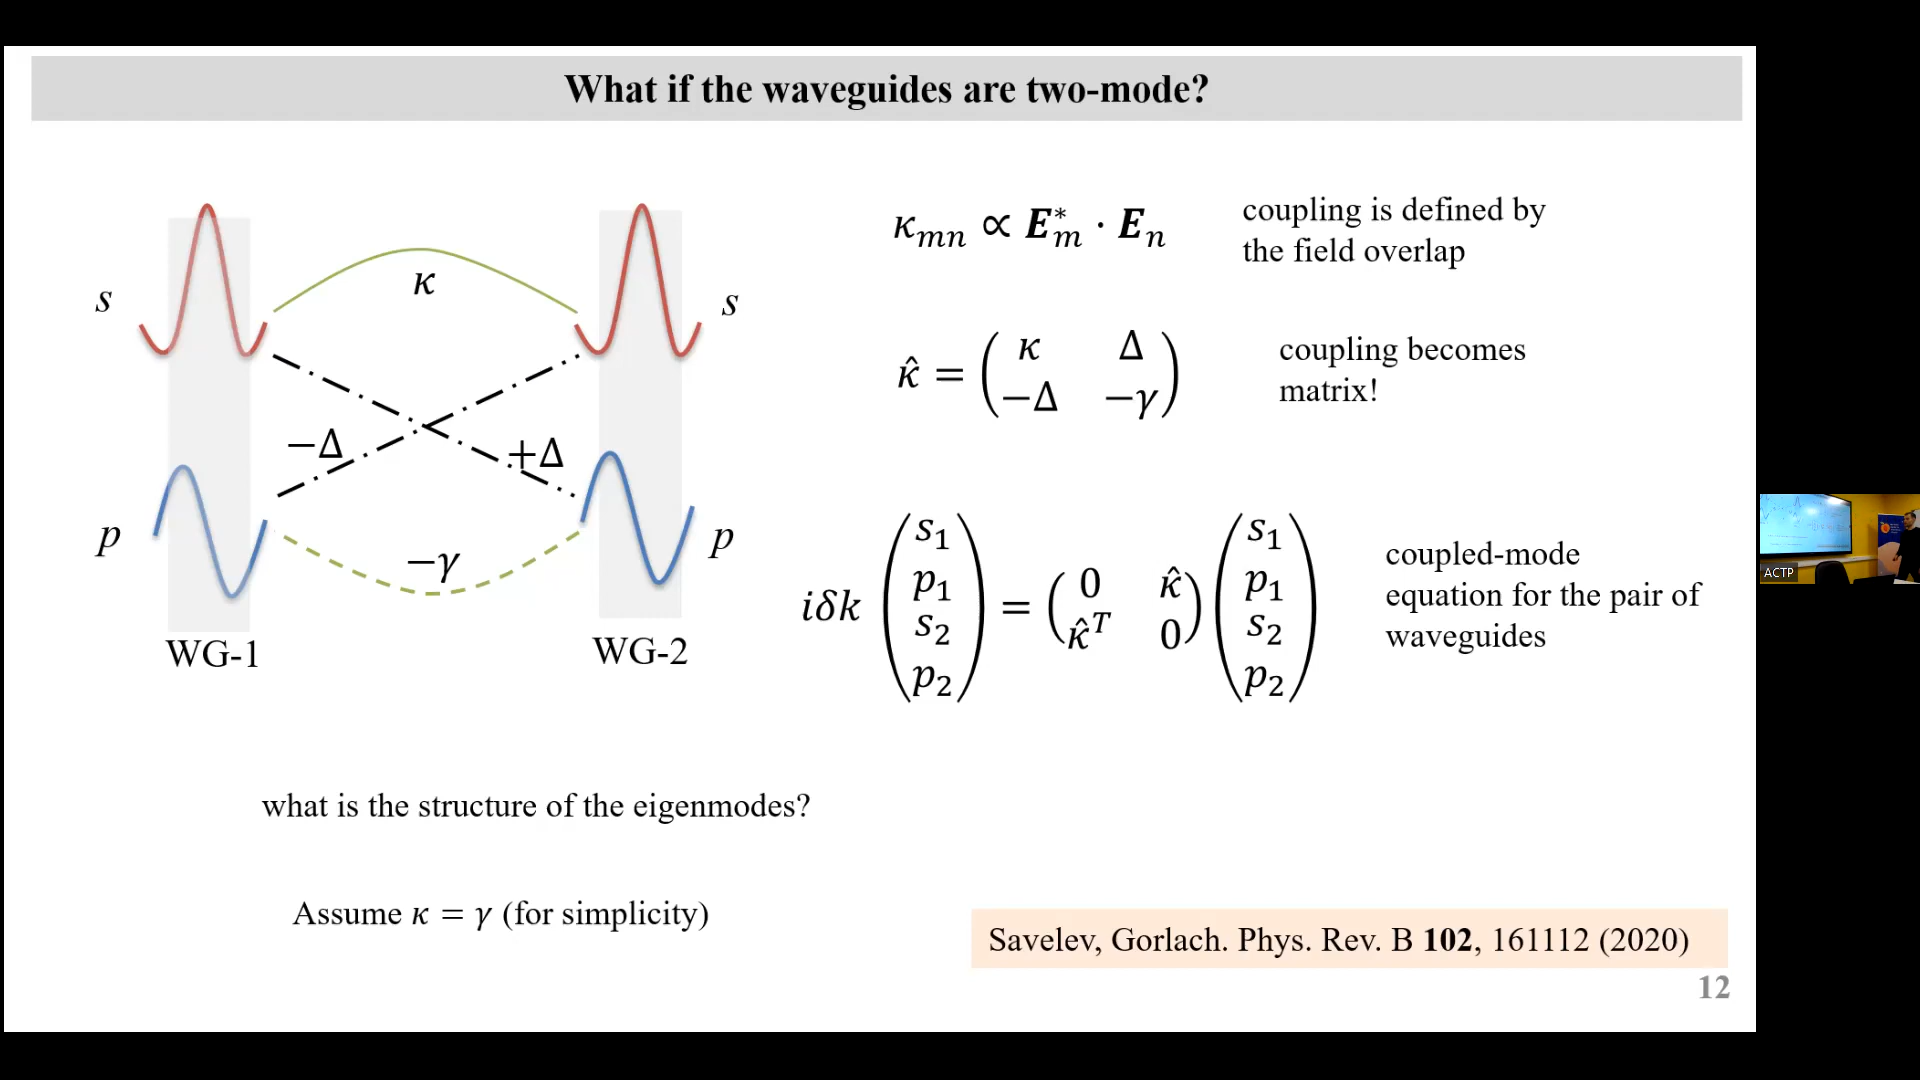 What if the waveguides are two-mode?
s
κ
s
−Δ
+Δ
p
−γ
p
WG-1
WG-2
κₘₙ ∝ E*ₘ · Eₙ
coupling is defined by
the field overlap
κ̂ = ( κ Δ
−Δ −γ )
coupling becomes
matrix!
iδk (s₁ p₁ s₂ p₂) = (0 κ̂ κ̂ᵀ 0) (s₁ p₁ s₂ p₂)
coupled-mode
equation for the pair of
waveguides
what is the structure of the eigenmodes?
Assume κ = γ (for simplicity)
Savelev, Gorlach. Phys. Rev. B 102, 161112 (2020)
12
ACTP